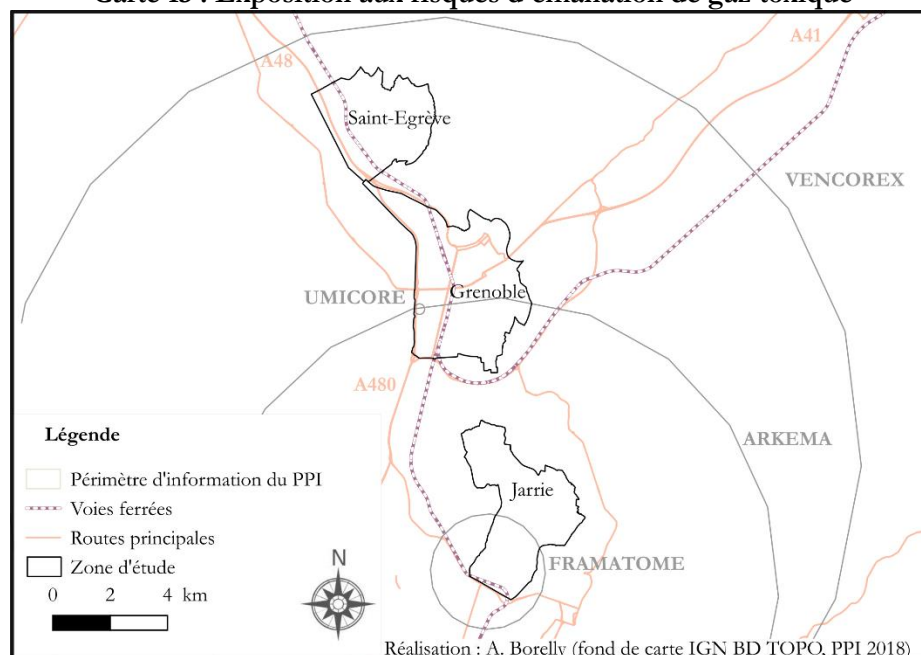 Carte 13 : Exposition aux risques d'émanation de gaz toxique
A41
A48
Saint-Egrève
VENCOREX
UMICORE
Grenoble
A480
ARKEMA
Légende
Périmètre d'information du PPI
Voies ferrées
Routes principales
Zone d'étude
0 2 4 km
N
Jarrie
FRAMATOME
Réalisation : A. Borelly (fond de carte IGN BD TOPO, PPI 2018)